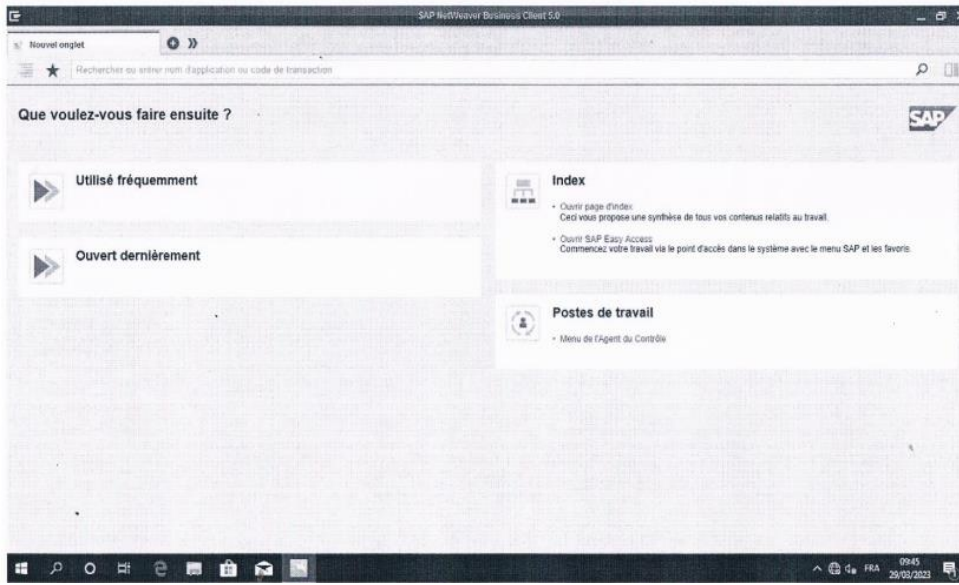 SAP NetWeaver Business Client 5.0
Nouvel onglet
Rechercher ou entrer nom d'application ou code de transaction
Que voulez-vous faire ensuite ?
SAP
Utilisé fréquemment
Ouvert dernièrement
Index
• Ouvrir page d'index
Ceci vous propose une synthèse de tous vos contenus relatifs au travail.
• Ouvrir SAP Easy Access
Commencez votre travail via le point d'accès dans le système avec le menu SAP et les favoris.
Postes de travail
• Menu de l'Agent du Contrôle
FRA
09:45
29/03/2023